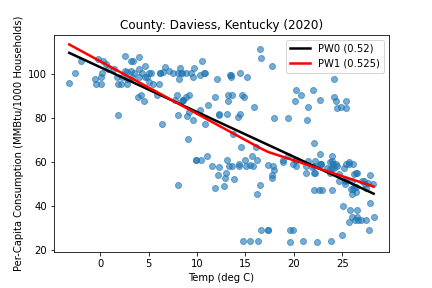 County: Daviess, Kentucky (2020)
PW0 (0.52)
PW1 (0.525)
Per-Capita Consumption (MMBtu/1000 Households)
100
80
60
40
20
0
5
10
15
20
25
Temp (deg C)